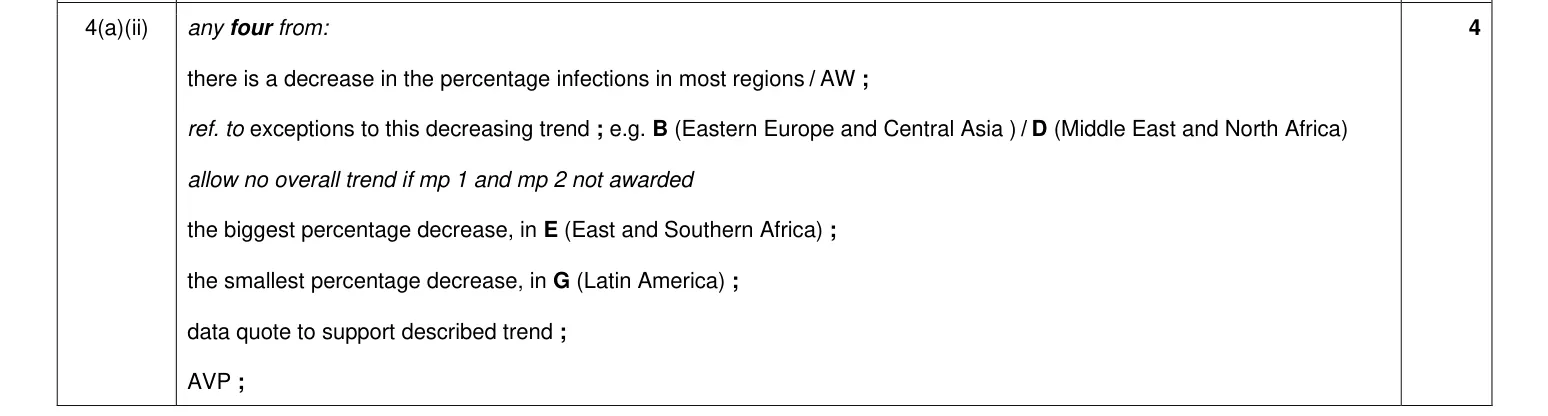 4(a)(ii) any four from: 4
there is a decrease in the percentage infections in most regions / AW ;
ref. to exceptions to this decreasing trend ; e.g. B (Eastern Europe and Central Asia ) / D (Middle East and North Africa)
allow no overall trend if mp 1 and mp 2 not awarded
the biggest percentage decrease, in E (East and Southern Africa) ;
the smallest percentage decrease, in G (Latin America) ;
data quote to support described trend ;
AVP ;